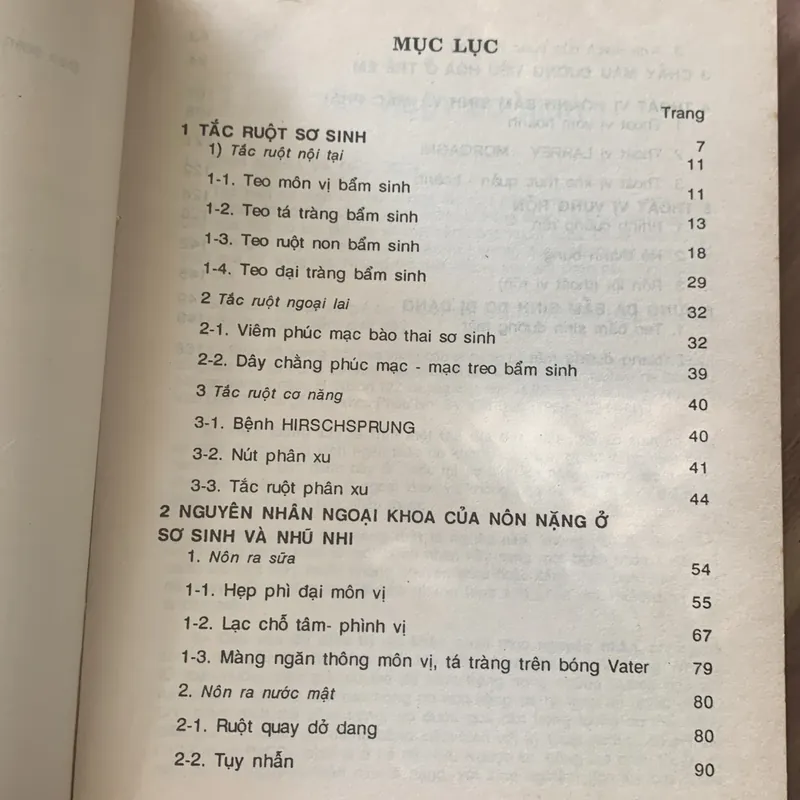 MỤC LỤC
Trang
1 TẮC RUỘT SƠ SINH 7
1) Tắc ruột nội tại 11
1-1. Teo môn vị bẩm sinh 11
1-2. Teo tá tràng bẩm sinh 13
1-3. Teo ruột non bẩm sinh 18
1-4. Teo đại tràng bẩm sinh 29
2 Tắc ruột ngoại lai 32
2-1. Viêm phúc mạc bào thai sơ sinh 32
2-2. Dây chằng phúc mạc - mạc treo bẩm sinh 39
3 Tắc ruột cơ năng 40
3-1. Bệnh HIRSCHSPRUNG 40
3-2. Nút phân xu 41
3-3. Tắc ruột phân xu 44
2 NGUYÊN NHÂN NGOẠI KHOA CỦA NÔN NẶNG Ở
SƠ SINH VÀ NHŨ NHI
1. Nôn ra sữa 54
1-1. Hẹp phì đại môn vị 55
1-2. Lạc chỗ tâm- phình vị 67
1-3. Màng ngăn thông môn vị, tá tràng trên bóng Vater 79
2. Nôn ra nước mật 80
2-1. Ruột quay dở dang 80
2-2. Tụy nhẫn 90